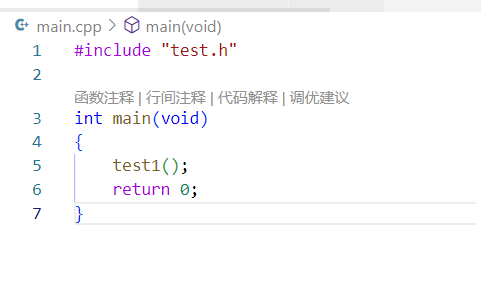 main.cpp > main(void)
1 #include "test.h"
2
函数注释 | 行间注释 | 代码解释 | 调优建议
3 int main(void)
4 {
5 test1();
6 return 0;
7 }